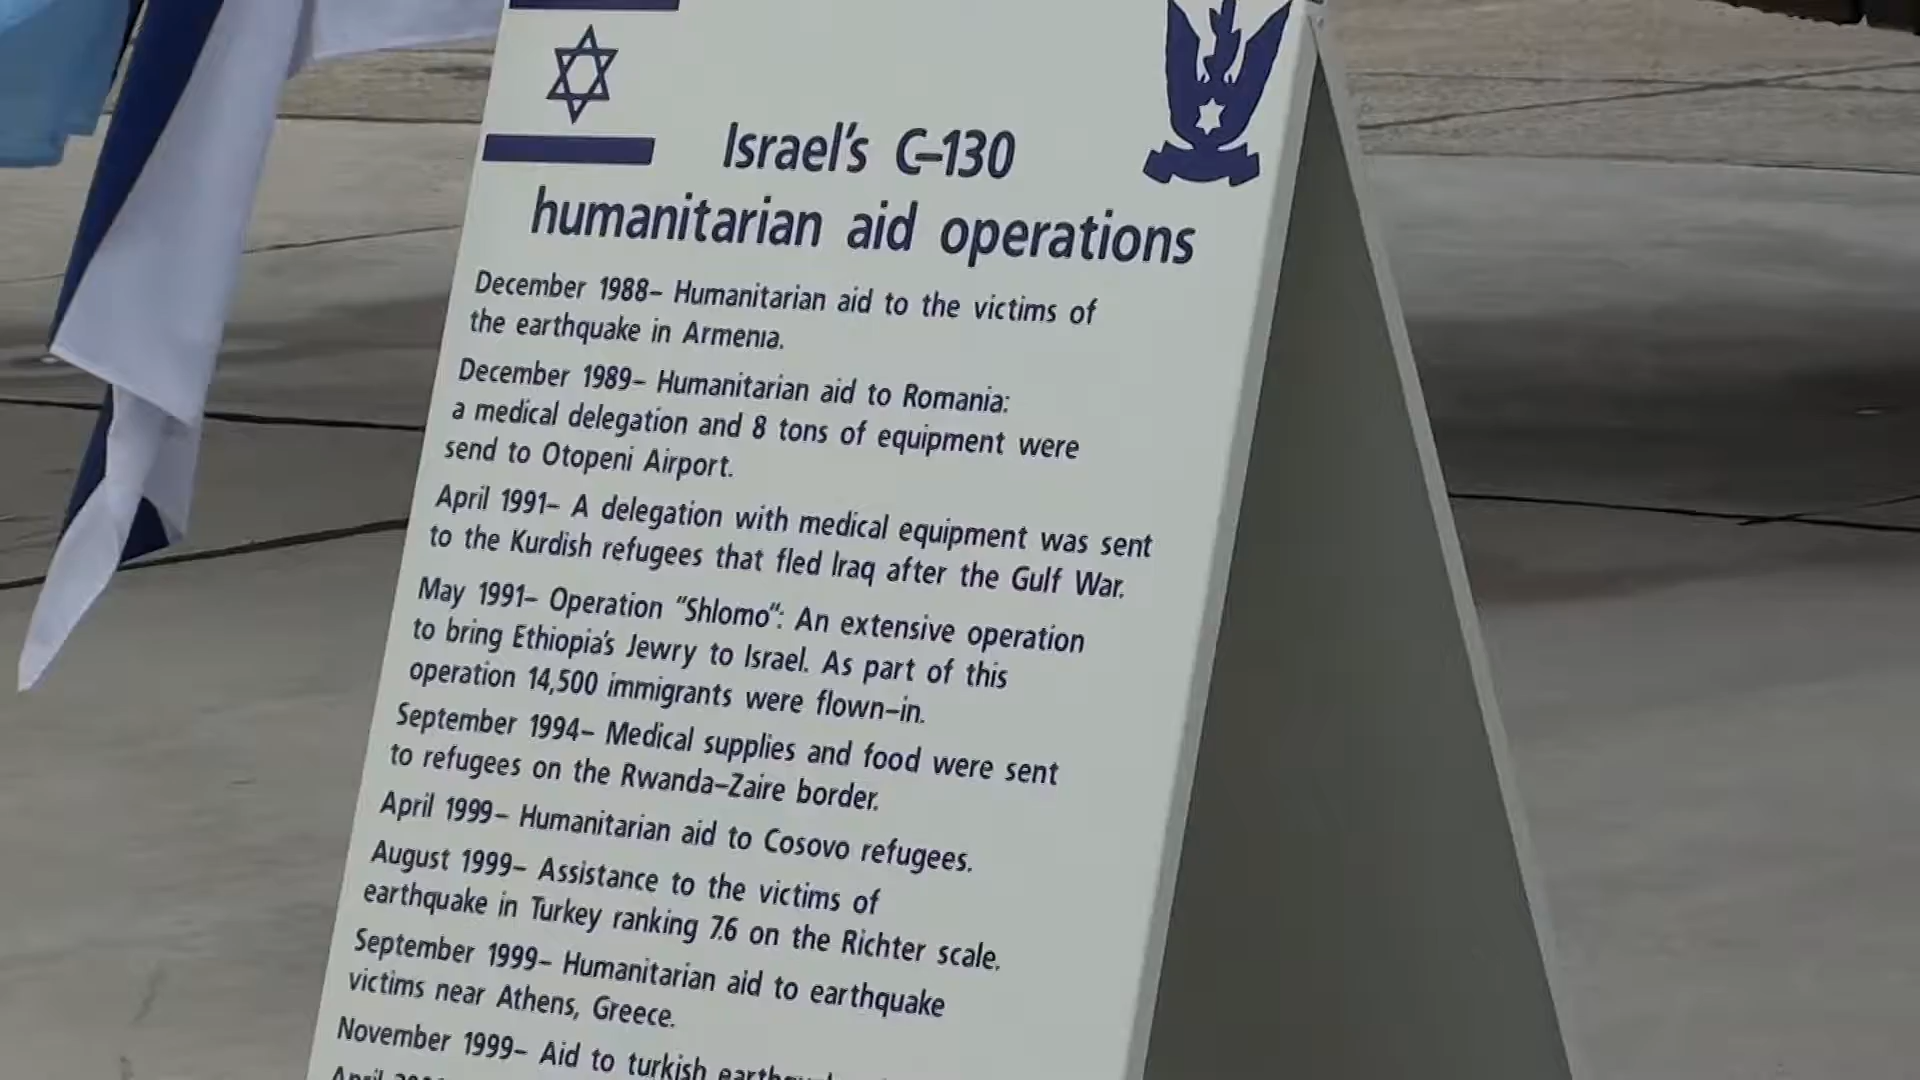 Israel's C-130
humanitarian aid operations
December 1988- Humanitarian aid to the victims of
the earthquake in Armenia.
December 1989- Humanitarian aid to Romania:
a medical delegation and 8 tons of equipment were
send to Otopeni Airport.
April 1991- A delegation with medical equipment was sent
to the Kurdish refugees that fled Iraq after the Gulf War.
May 1991- Operation "Shlomo": An extensive operation
to bring Ethiopia's Jewry to Israel. As part of this
operation 14,500 immigrants were flown-in.
September 1994- Medical supplies and food were sent
to refugees on the Rwanda-Zaire border.
April 1999- Humanitarian aid to Cosovo refugees.
August 1999- Assistance to the victims of
earthquake in Turkey ranking 7.6 on the Richter scale.
September 1999- Humanitarian aid to earthquake
victims near Athens, Greece.
November 1999- Aid to turkish
April